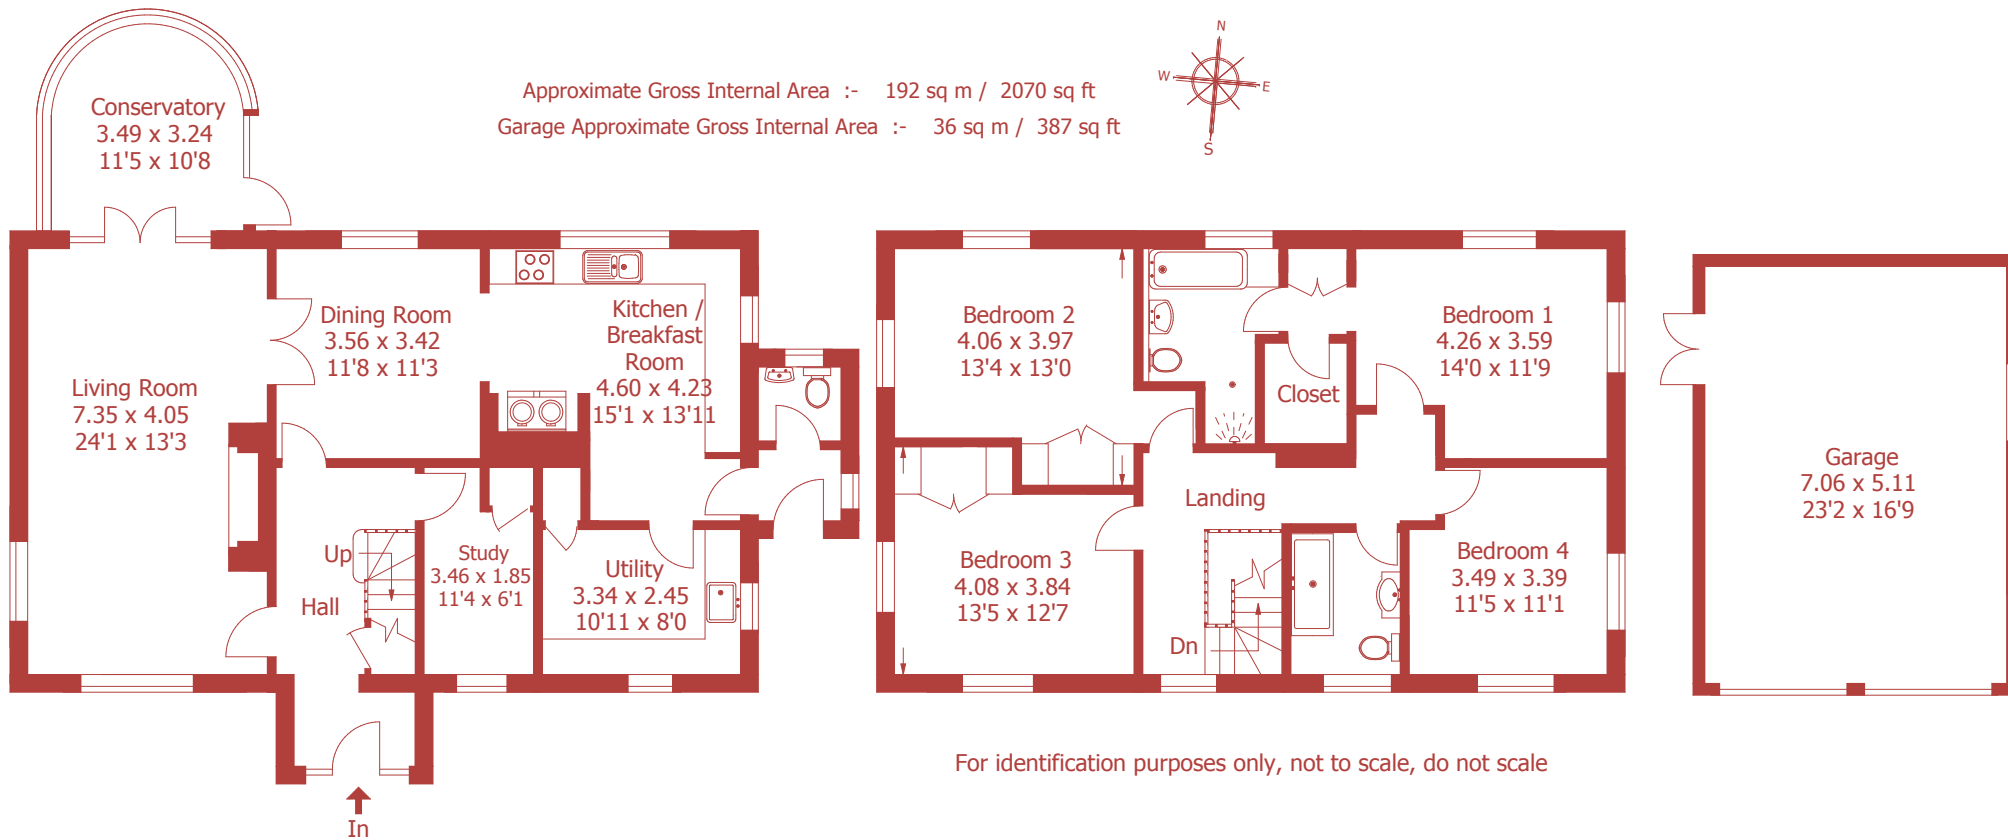 Approximate Gross Internal Area :- 192 sq m / 2070 sq ft
Garage Approximate Gross Internal Area :- 36 sq m / 387 sq ft
N
W
E
S
Conservatory
3.49 x 3.24
11'5 x 10'8
Living Room
7.35 x 4.05
24'1 x 13'3
Dining Room
3.56 x 3.42
11'8 x 11'3
Kitchen /
Breakfast
Room
4.60 x 4.23
15'1 x 13'11
Up
Hall
Study
3.46 x 1.85
11'4 x 6'1
Utility
3.34 x 2.45
10'11 x 8'0
In
Bedroom 2
4.06 x 3.97
13'4 x 13'0
Bedroom 1
4.26 x 3.59
14'0 x 11'9
Closet
Landing
Bedroom 3
4.08 x 3.84
13'5 x 12'7
Dn
Bedroom 4
3.49 x 3.39
11'5 x 11'1
Garage
7.06 x 5.11
23'2 x 16'9
For identification purposes only, not to scale, do not scale